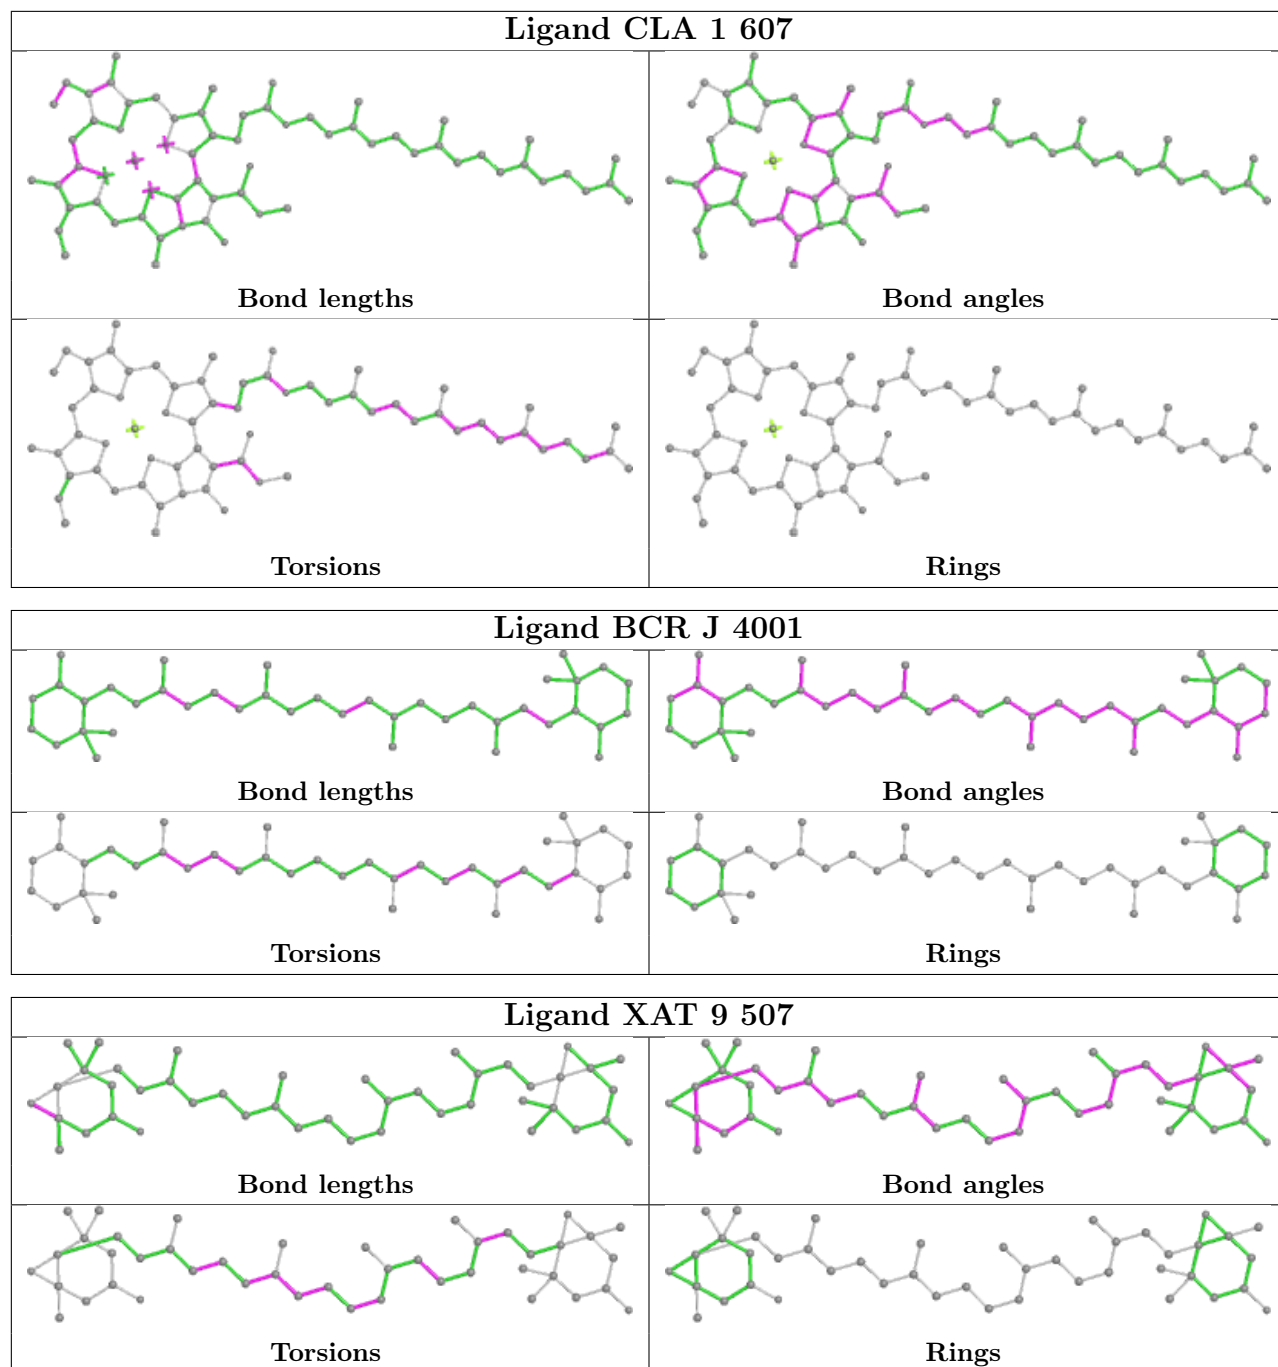 Ligand CLA 1 607
Bond lengths
Bond angles
Torsions
Rings
Ligand BCR J 4001
Bond lengths
Bond angles
Torsions
Rings
Ligand XAT 9 507
Bond lengths
Bond angles
Torsions
Rings